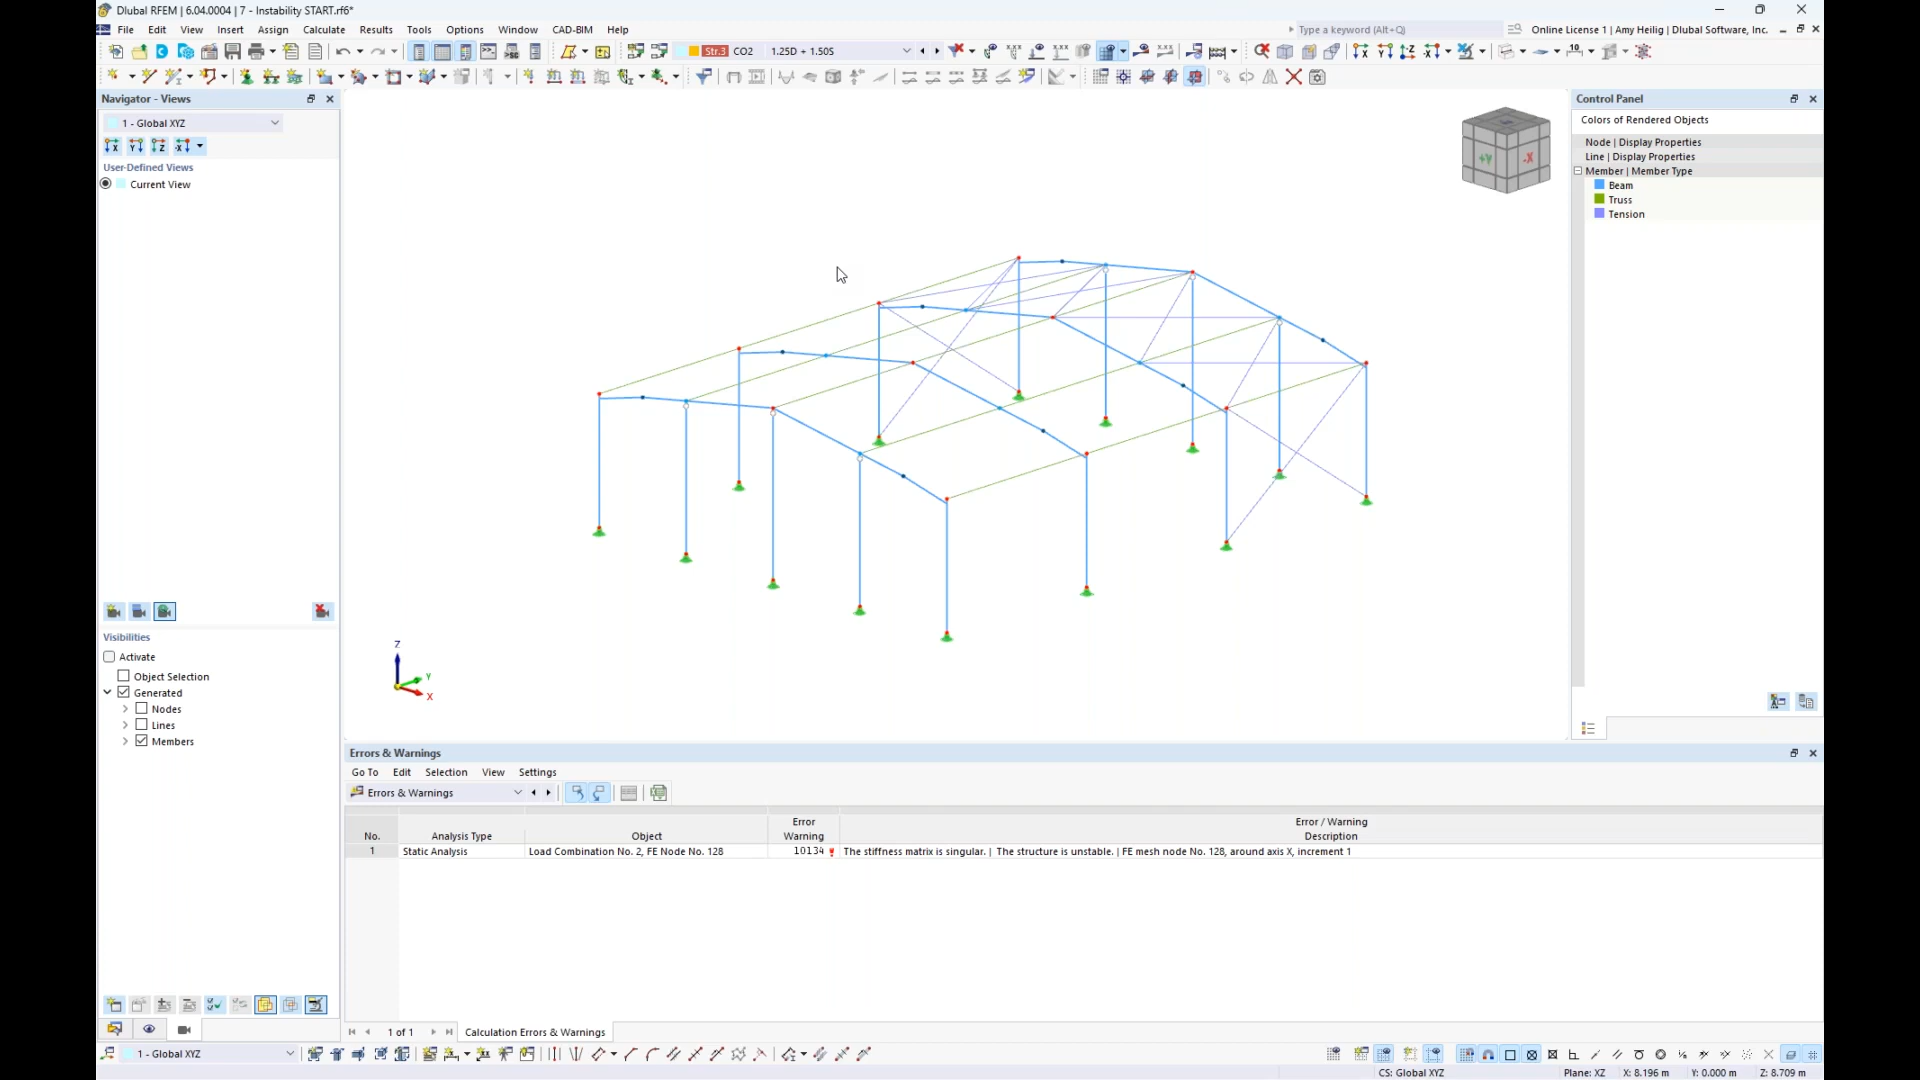 Dlubal RFEM | 6.04.0004 | 7 - Instability START.rf6*
File Edit View Insert Assign Calculate Results Tools Options Window CAD-BIM Help
Type a keyword (Alt+Q)
Online License 1 | Amy Heilig | Dlubal Software, Inc.
Str.3 CO2 1.25D + 1.50S
Navigator - Views
1 - Global XYZ
User-Defined Views
Current View
Visibilities
Activate
Object Selection
Generated
Nodes
Lines
Members
+Y
-X
Z
Y
X
Control Panel
Colors of Rendered Objects
Node | Display Properties
Line | Display Properties
Member | Member Type
Beam
Truss
Tension
Errors & Warnings
Go To Edit Selection View Settings
Errors & Warnings
Error Error / Warning
No. Analysis Type Object Warning Description
1 Static Analysis Load Combination No. 2, FE Node No. 128 10134 The stiffness matrix is singular. | The structure is unstable. | FE mesh node No. 128, around axis X, increment 1
1 of 1 Calculation Errors & Warnings
1 - Global XYZ
CS: Global XYZ Plane: XZ X: 8.196 m Y: 0.000 m Z: 8.709 m